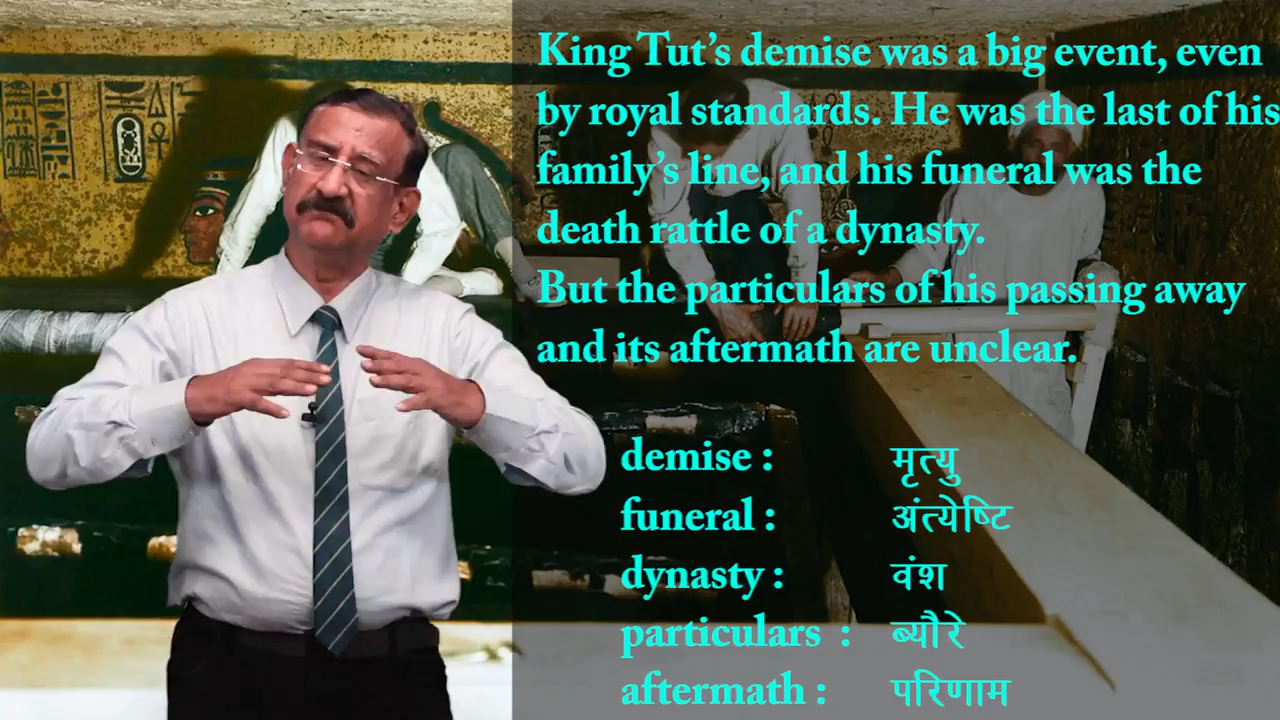 King Tut’s demise was a big event, even
by royal standards. He was the last of his
family’s line, and his funeral was the
death rattle of a dynasty.
But the particulars of his passing away
and its aftermath are unclear.
demise : मृत्यु
funeral : अंत्येष्टि
dynasty : वंश
particulars : ब्यौरे
aftermath : परिणाम